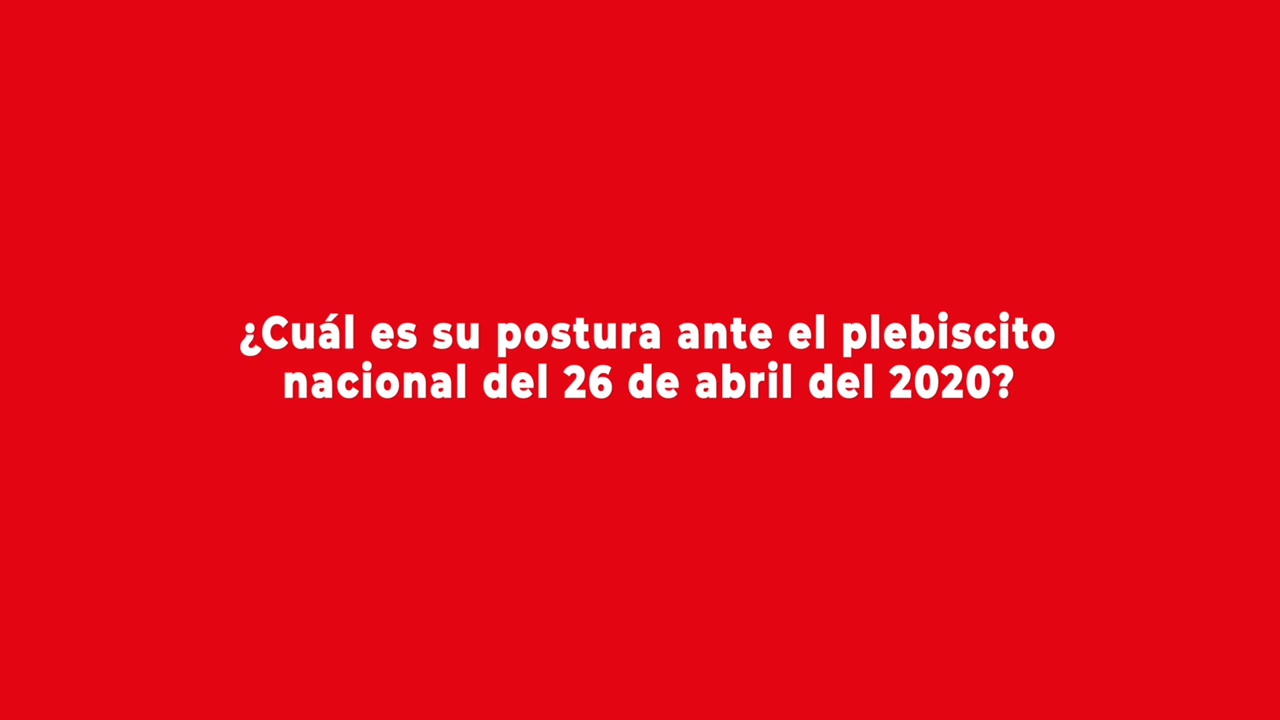 ¿Cuál es su postura ante el plebiscito
nacional del 26 de abril del 2020?